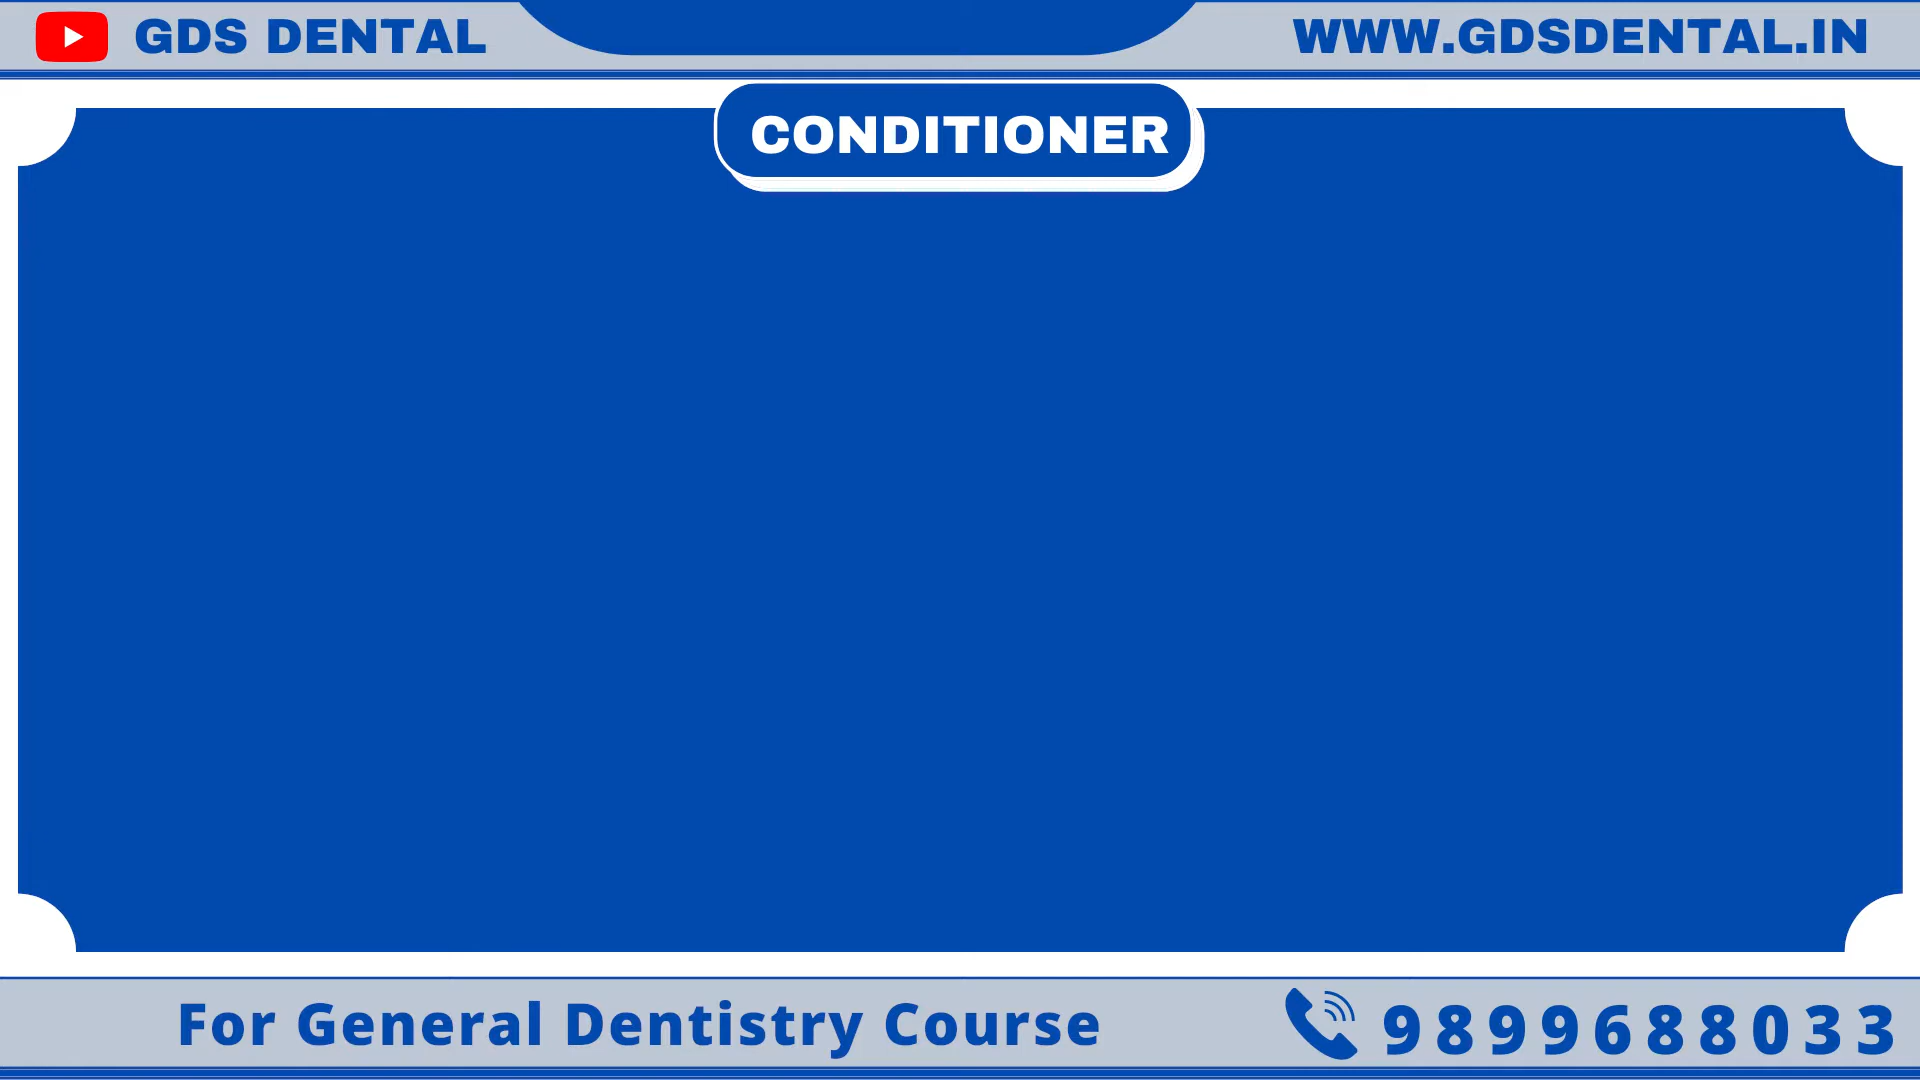 GDS DENTAL
WWW.GDSDENTAL.IN
CONDITIONER
For General Dentistry Course
9899688033